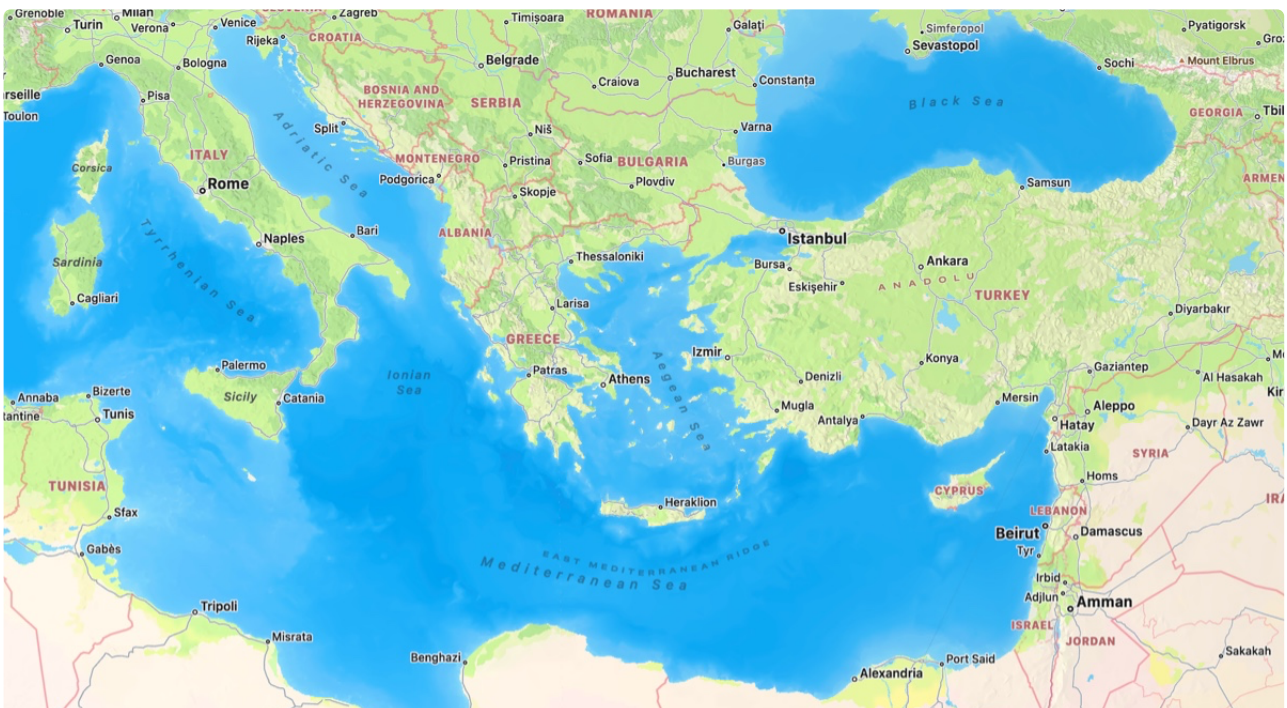 Grenoble
Turin
Milan
Verona
Venice
Rijeka
Zagreb
CROATIA
Timișoara
ROMANIA
Galați
Simferopol
Sevastopol
Pyatigorsk
Mount Elbrus
Sochi
Genoa
Bologna
Belgrade
Craiova
Bucharest
Constanța
Black Sea
GEORGIA
Toulon
Pisa
BOSNIA AND
HERZEGOVINA
SERBIA
Split
Adriatic Sea
Niš
Varna
Corsica
ITALY
MONTENEGRO
Pristina
Sofia
BULGARIA
Burgas
Rome
Podgorica
Skopje
Plovdiv
Samsun
Tyrrhenian Sea
Naples
Bari
ALBANIA
Istanbul
Sardinia
Thessaloniki
Bursa
Ankara
Eskişehir
ANADOLU
TURKEY
Cagliari
Larisa
Diyarbakır
GREECE
Izmir
Aegean Sea
Palermo
Ionian
Sea
Patras
Athens
Denizli
Konya
Gaziantep
Al Hasakah
Annaba
Bizerte
Sicily
Catania
Tunis
Mugla
Antalya
Mersin
Aleppo
Hatay
Dayr Az Zawr
Latakia
SYRIA
TUNISIA
Homs
CYPRUS
Heraklion
Sfax
LEBANON
Beirut
Damascus
Gabès
EAST MEDITERRANEAN RIDGE
Mediterranean Sea
Tyr
Irbid
Adjlun
Amman
Tripoli
ISRAEL
JORDAN
Misrata
Benghazi
Alexandria
Port Said
Sakakah